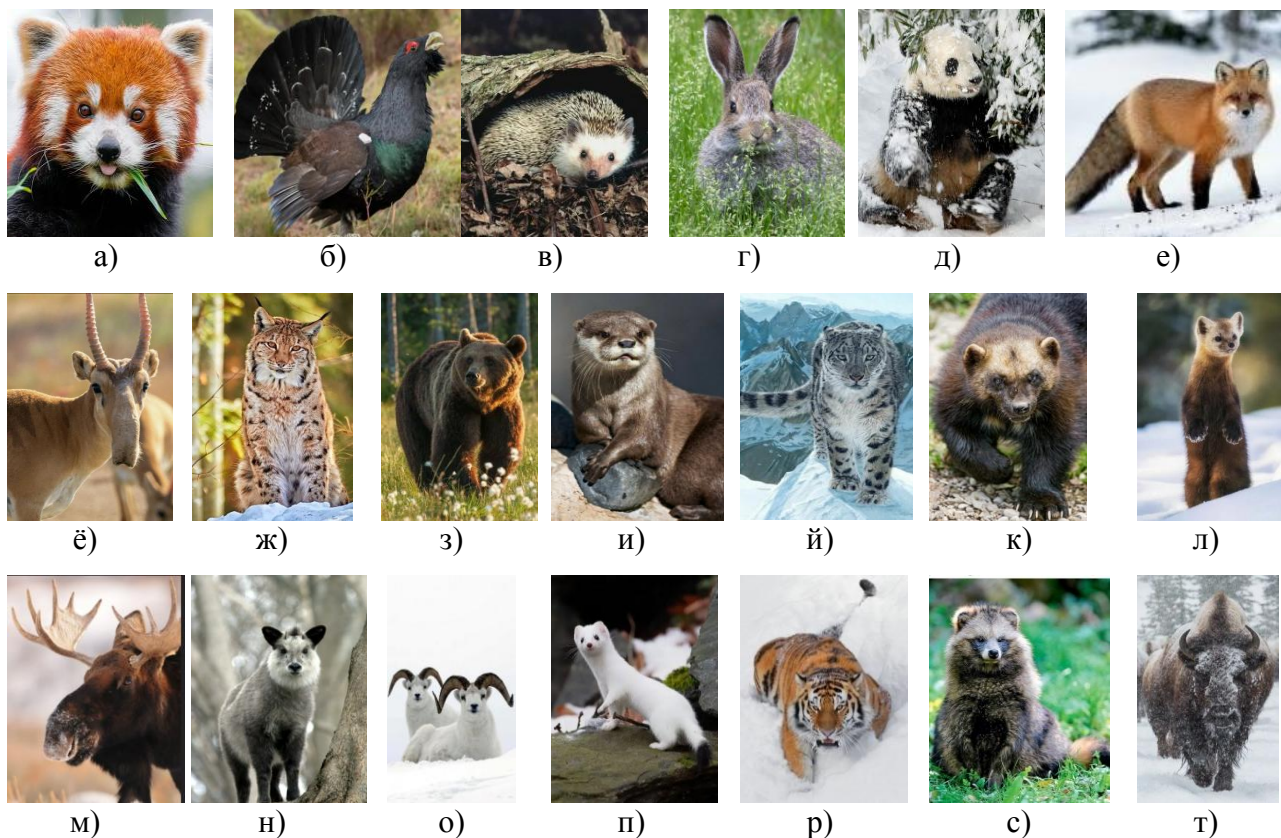 а) б) в) г) д) е)
ё) ж) з) и) й) к) л)
м) н) о) п) р) с) т)